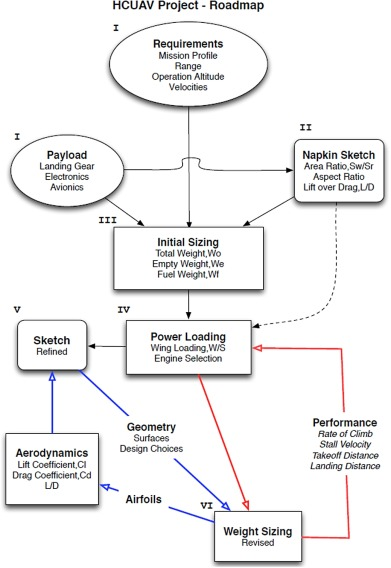 HCUAV Project - Roadmap
I
Requirements
Mission Profile
Range
Operation Altitude
Velocities
I
Payload
Landing Gear
Electronics
Avionics
II
Napkin Sketch
Area Ratio,Sw/Sr
Aspect Ratio
Lift over Drag,L/D
III
Initial Sizing
Total Weight,Wo
Empty Weight,We
Fuel Weight,Wf
V
Sketch
Refined
IV
Power Loading
Wing Loading,W/S
Engine Selection
Geometry
Surfaces
Design Choices
Performance
Rate of Climb
Stall Velocity
Takeoff Distance
Landing Distance
Aerodynamics
Lift Coefficient,Cl
Drag Coefficient,Cd
L/D
Airfoils
VI
Weight Sizing
Revised